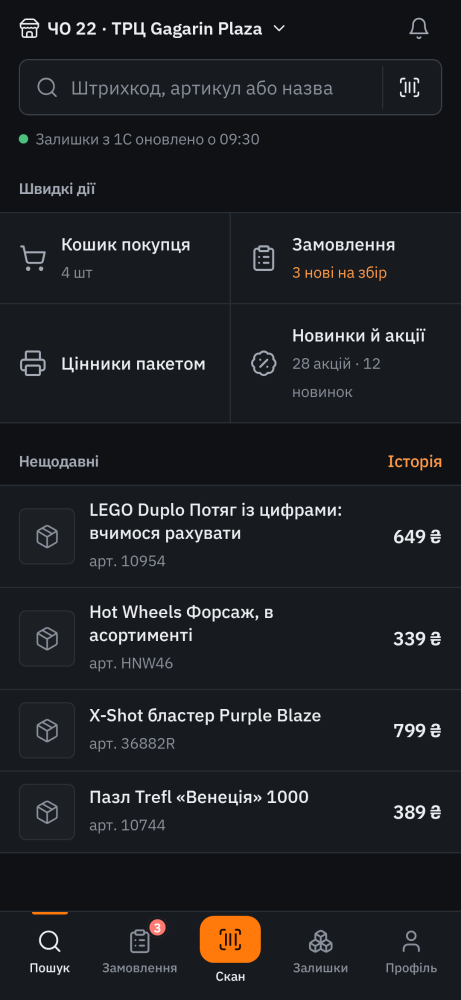 ЧО 22 · ТРЦ Gagarin Plaza
Штрихкод, артикул або назва
Залишки з 1С оновлено о 09:30
Швидкі дії
Кошик покупця
4 шт
Замовлення
3 нові на збір
Цінники пакетом
Новинки й акції
28 акцій · 12
новинок
Нещодавні
Історія
LEGO Duplo Потяг із цифрами:
вчимося рахувати
арт. 10954
649 ₴
Hot Wheels Форсаж, в
асортименті
арт. HNW46
339 ₴
X-Shot бластер Purple Blaze
арт. 36882R
799 ₴
Пазл Trefl «Венеція» 1000
арт. 10744
389 ₴
Пошук
3
Замовлення
Скан
Залишки
Профіль